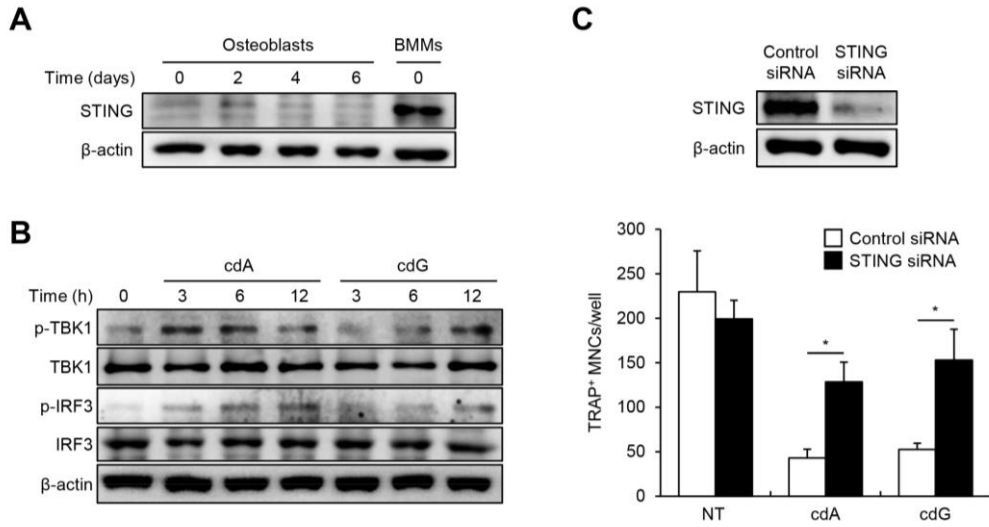 A
Osteoblasts BMMs
Time (days) 0 2 4 6 0
STING
β-actin
B
cdA cdG
Time (h) 0 3 6 12 3 6 12
p-TBK1
TBK1
p-IRF3
IRF3
β-actin
C
Control siRNA
STING siRNA
STING
β-actin
300
250
200
150
100
50
0
TRAP⁺ MNCs/well
Control siRNA
STING siRNA
* *
NT cdA cdG